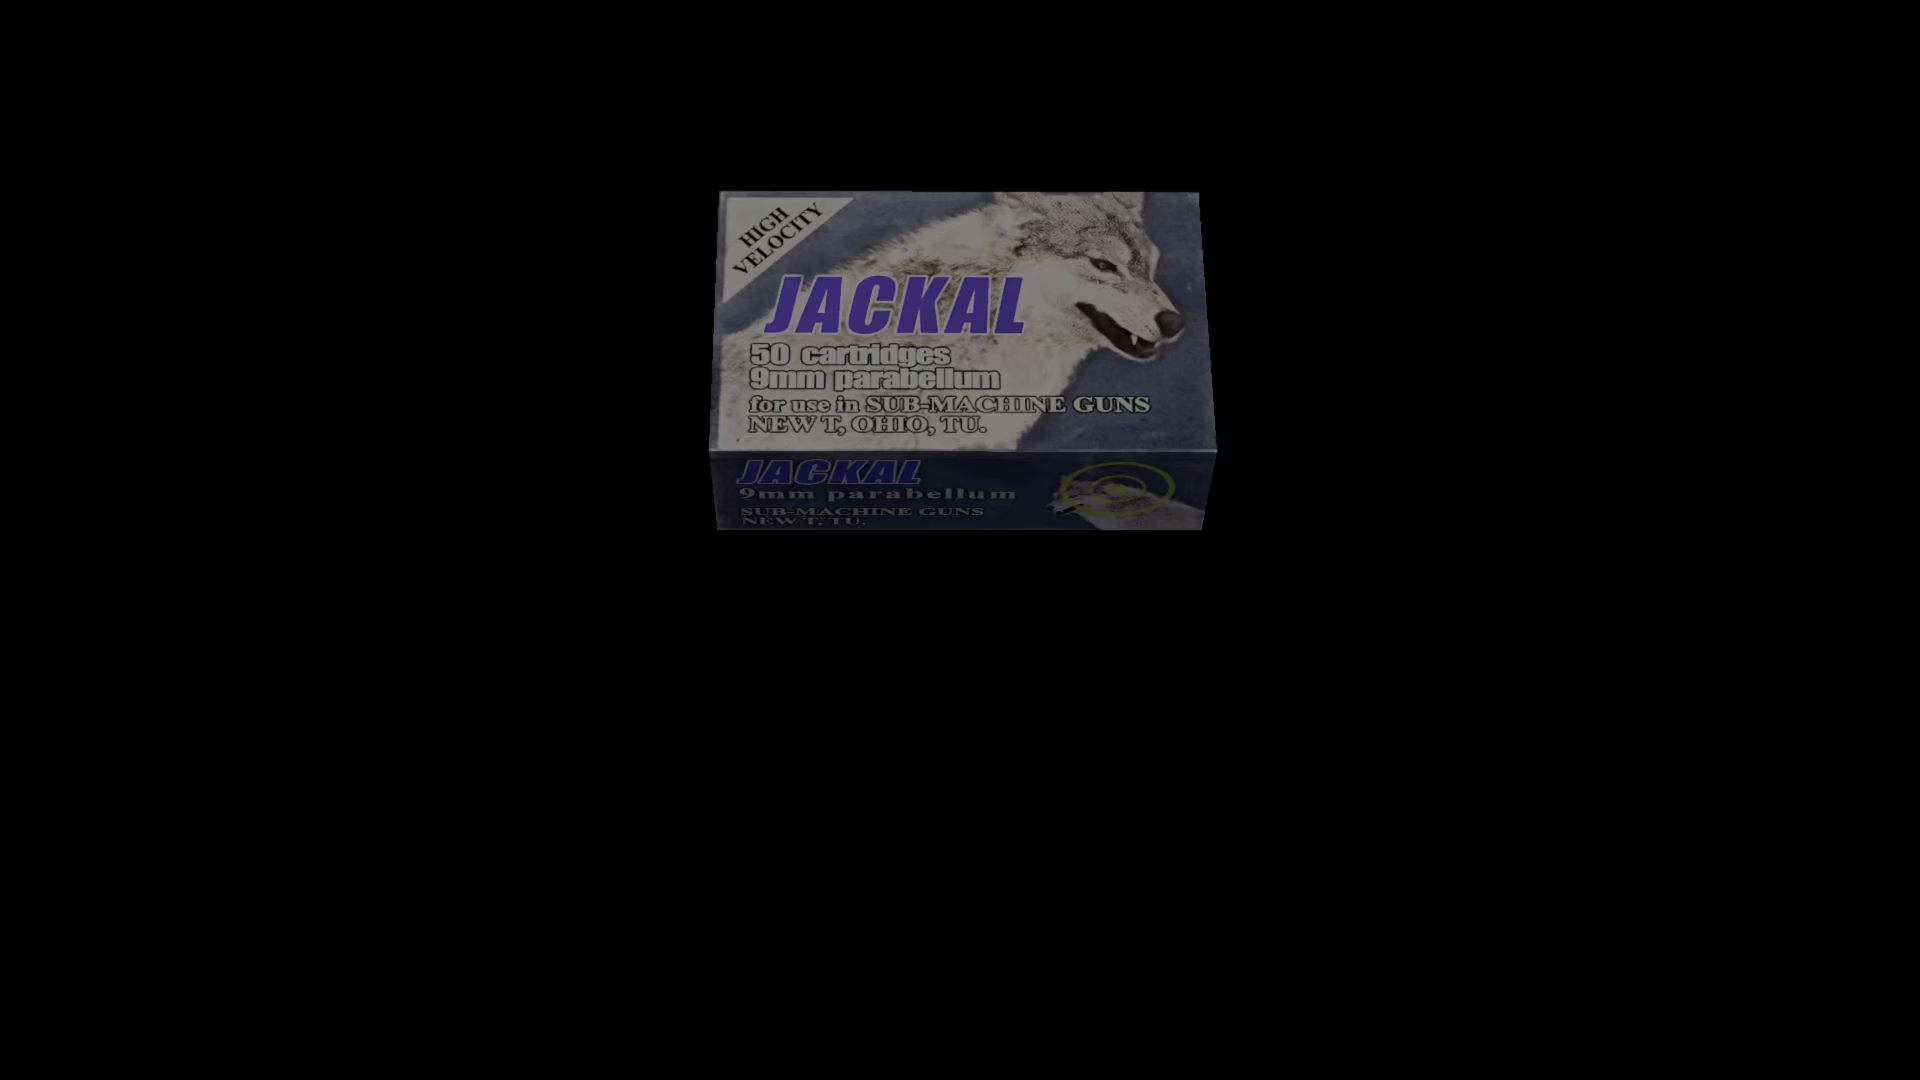 HIGH
VELOCITY
JACKAL
50 cartridges
9mm parabellum
for use in SUB-MACHINE GUNS
NEW T, OHIO, TU.
JACKAL
9mm parabellum
SUB-MACHINE GUNS
NEW T, TU.